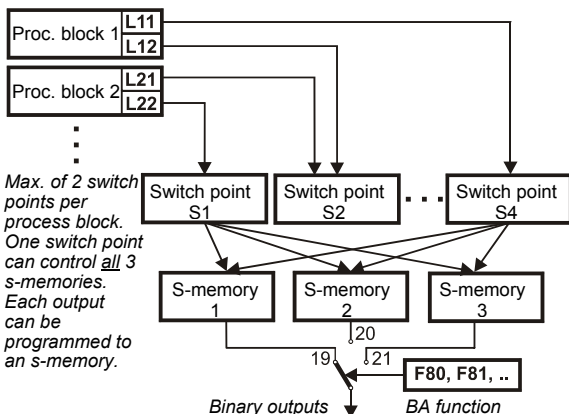 Proc. block 1
L11
L12
Proc. block 2
L21
L22
Max. of 2 switch
points per
process block.
One switch point
can control all 3
s-memories.
Each output
can be
programmed to
an s-memory.
Switch point
S1
Switch point
S2
Switch point
S4
S-memory
1
S-memory
2
S-memory
3
20
19
21
F80, F81, ..
Binary outputs
BA function